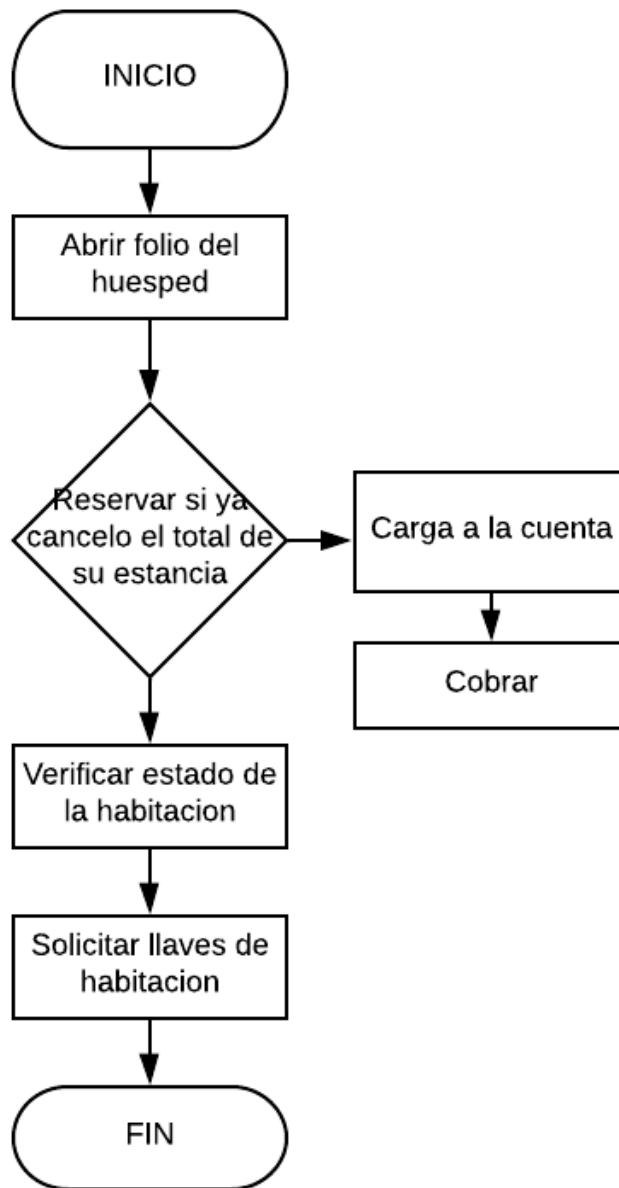 INICIO
Abrir folio del
huesped
Reservar si ya
cancelo el total de
su estancia
Carga a la cuenta
Cobrar
Verificar estado de
la habitacion
Solicitar llaves de
habitacion
FIN